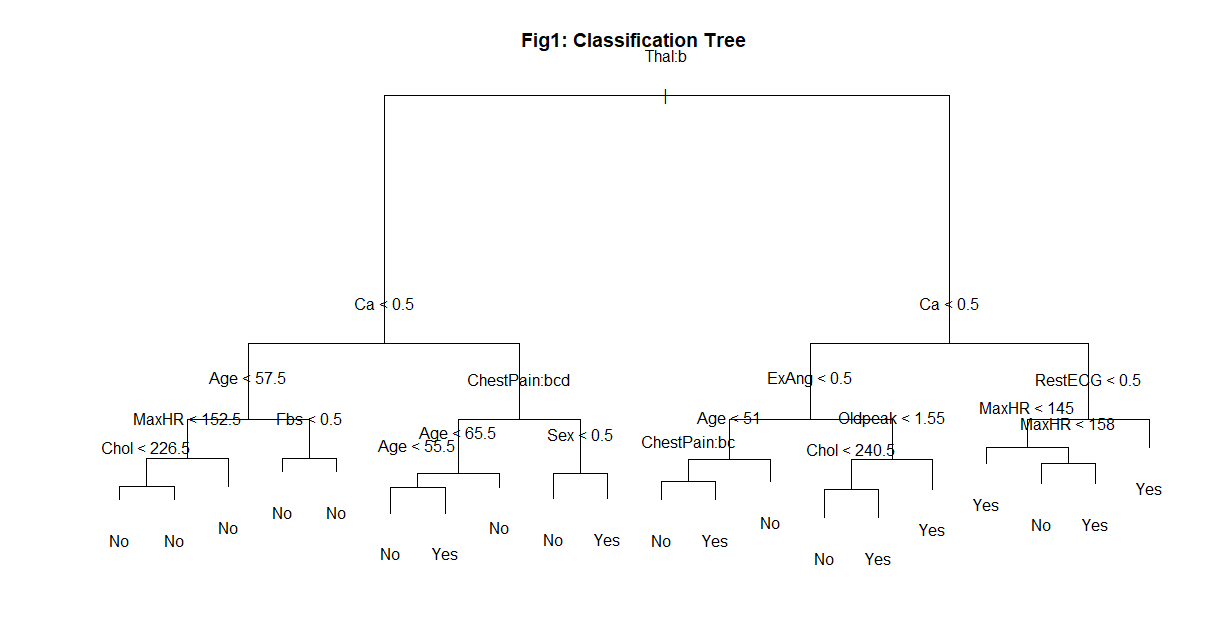 Fig1: Classification Tree
Thal:b
Ca < 0.5
Ca < 0.5
Age < 57.5
ChestPain:bcd
ExAng < 0.5
RestECG < 0.5
MaxHR < 152.5
Fbs < 0.5
Age < 65.5
Sex < 0.5
Age < 51
Oldpeak < 1.55
MaxHR < 145
MaxHR < 158
Chol < 226.5
Age < 55.5
ChestPain:bc
Chol < 240.5
No
No
No
No
No
No
Yes
No
No
Yes
No
Yes
No
No
Yes
Yes
Yes
No
Yes
Yes